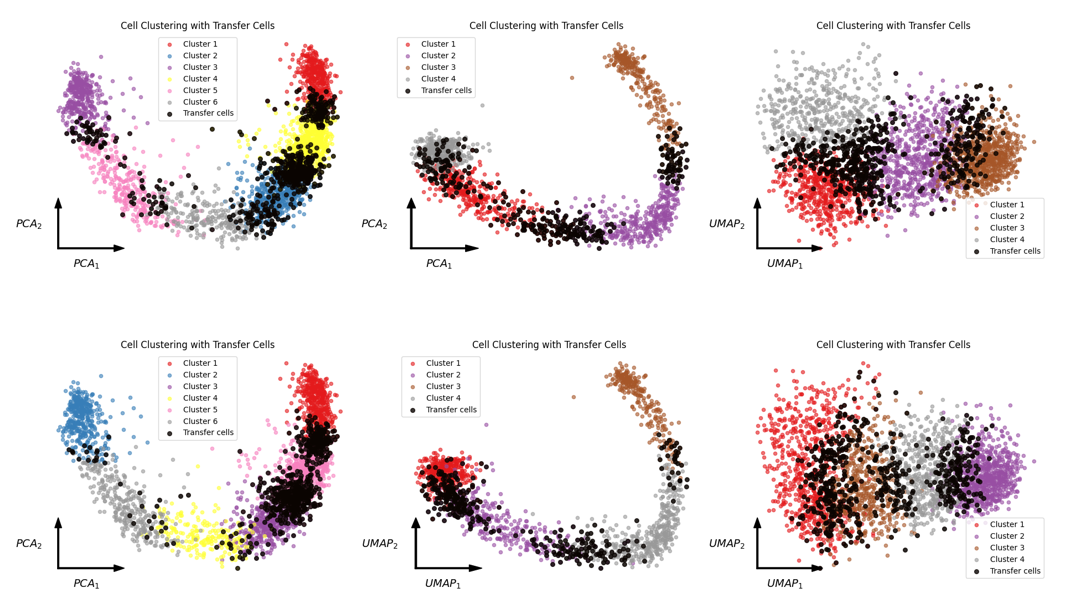 Cell Clustering with Transfer Cells
Cluster 1
Cluster 2
Cluster 3
Cluster 4
Cluster 5
Cluster 6
Transfer cells
PCA₂
PCA₁
Cell Clustering with Transfer Cells
Cluster 1
Cluster 2
Cluster 3
Cluster 4
Transfer cells
PCA₂
PCA₁
Cell Clustering with Transfer Cells
UMAP₂
UMAP₁
Cluster 1
Cluster 2
Cluster 3
Cluster 4
Transfer cells
Cell Clustering with Transfer Cells
Cluster 1
Cluster 2
Cluster 3
Cluster 4
Cluster 5
Cluster 6
Transfer cells
PCA₂
PCA₁
Cell Clustering with Transfer Cells
Cluster 1
Cluster 2
Cluster 3
Cluster 4
Transfer cells
UMAP₂
UMAP₁
Cell Clustering with Transfer Cells
UMAP₂
UMAP₁
Cluster 1
Cluster 2
Cluster 3
Cluster 4
Transfer cells